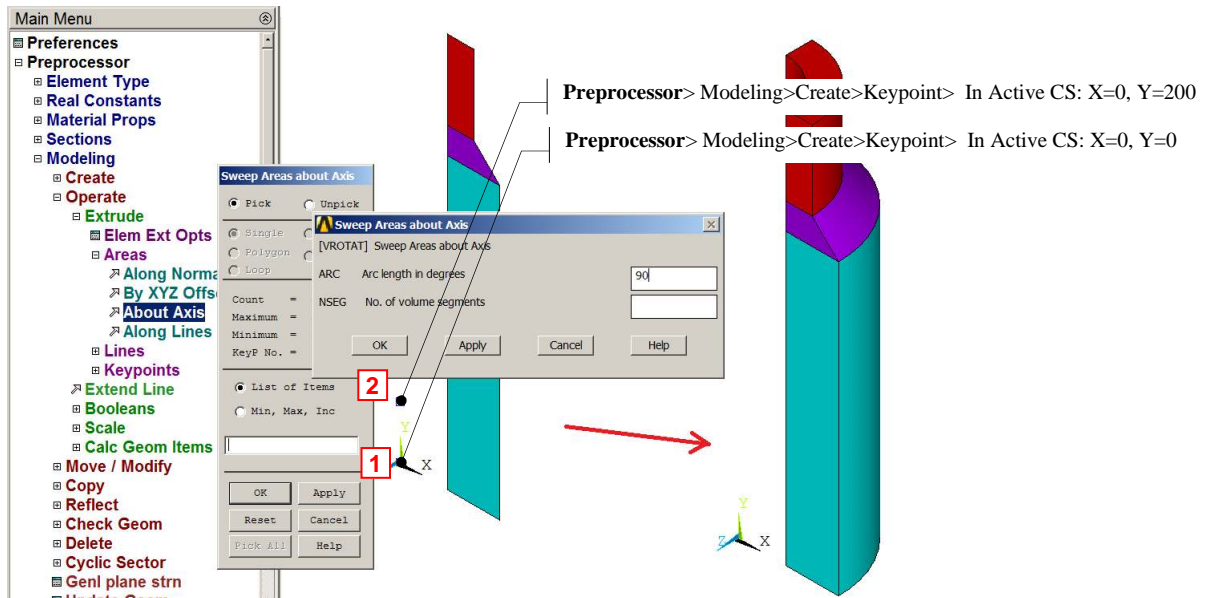 Main Menu
Preferences
Preprocessor
Element Type
Real Constants
Material Props
Sections
Modeling
Create
Operate
Extrude
Elem Ext Opts
Areas
Along Norma
By XYZ Offs
About Axis
Along Lines
Lines
Keypoints
Extend Line
Booleans
Scale
Calc Geom Items
Move / Modify
Copy
Reflect
Check Geom
Delete
Cyclic Sector
Genl plane strn
Update Geom
Sweep Areas about Axis
Pick Unpick
Single
Polygon
Loop
Count =
Maximum =
Minimum =
KeyP No. =
List of Items
Min, Max, Inc
OK Apply
Reset Cancel
Pick All Help
Sweep Areas about Axis
[VROTAT] Sweep Areas about Axis
ARC Arc length in degrees 90
NSEG No. of volume segments
OK Apply Cancel Help
Preprocessor> Modeling>Create>Keypoint> In Active CS: X=0, Y=200
Preprocessor> Modeling>Create>Keypoint> In Active CS: X=0, Y=0
2
1
Y
X
Y
Z
X